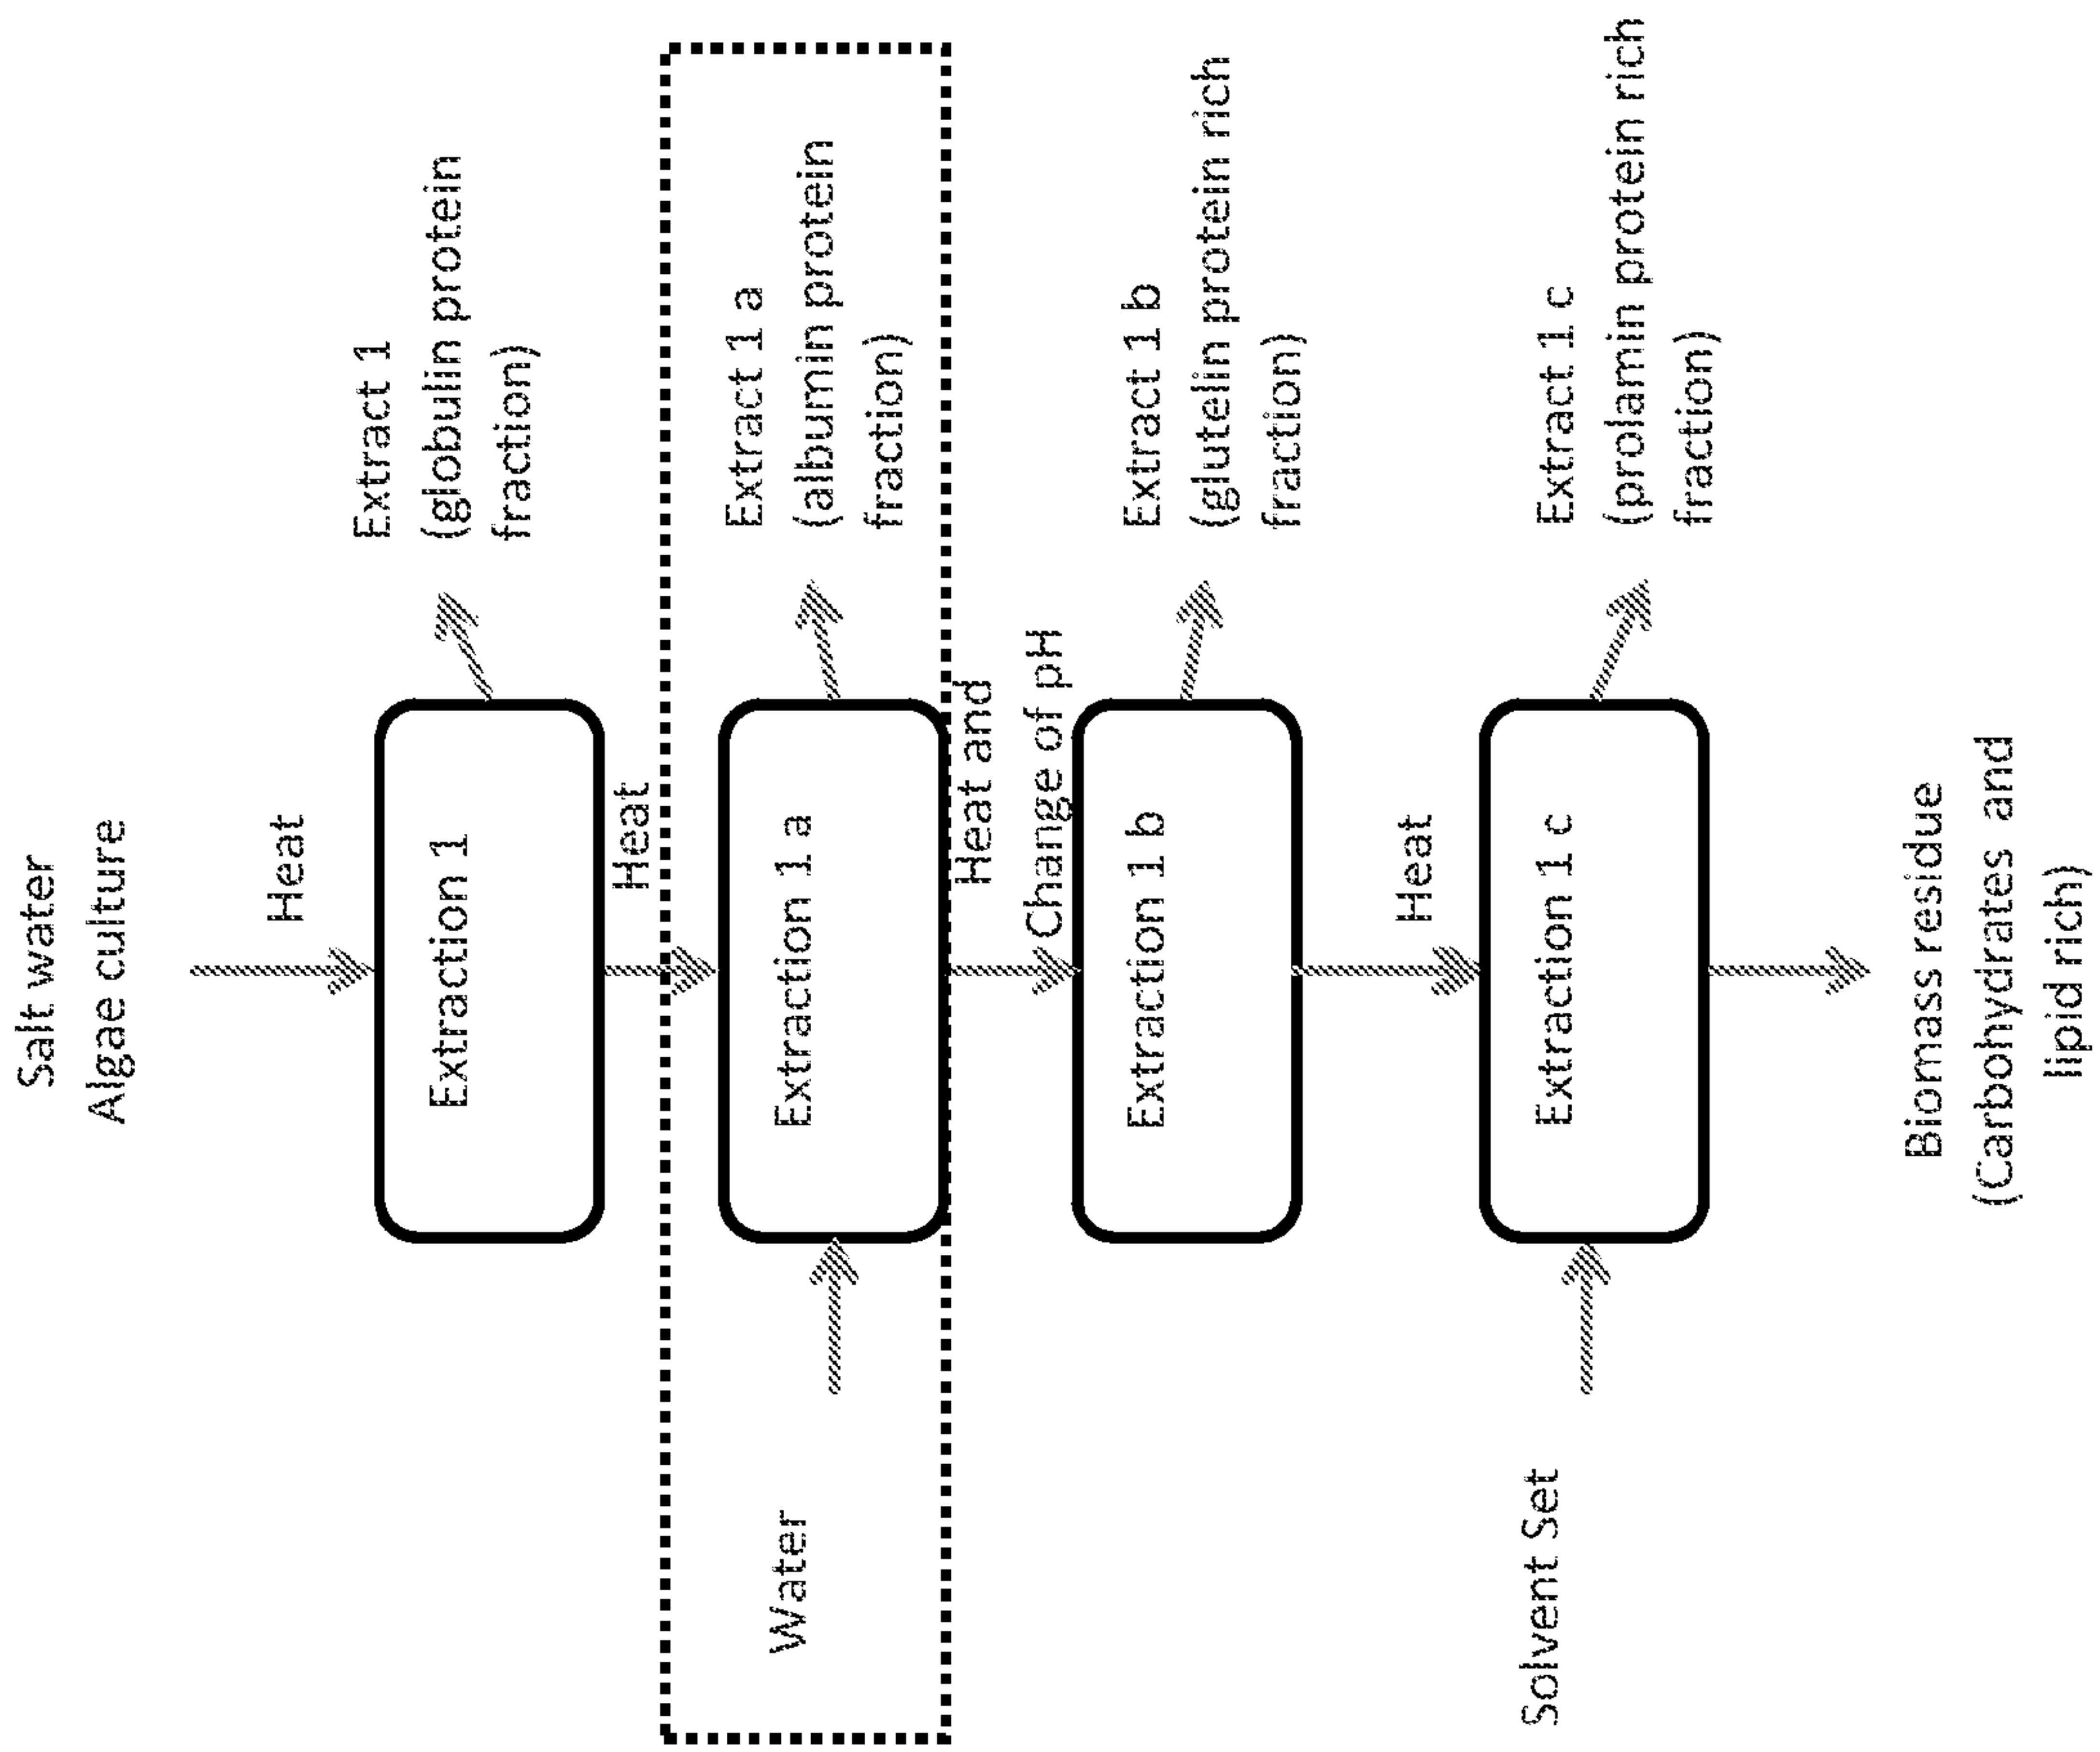 Salt water
Algae culture
Heat
Extraction 1
Extract 1
(globulin protein
fraction)
Heat
Water
Extraction 1 a
Extract 1 a
(albumin protein
fraction)
Heat and
Change of pH
Extraction 1 b
Extract 1 b
(glutelin protein rich
fraction)
Heat
Solvent Set
Extraction 1 c
Extract 1 c
(prolamin protein rich
fraction)
Biomass residue
(Carbohydrates and
lipid rich)